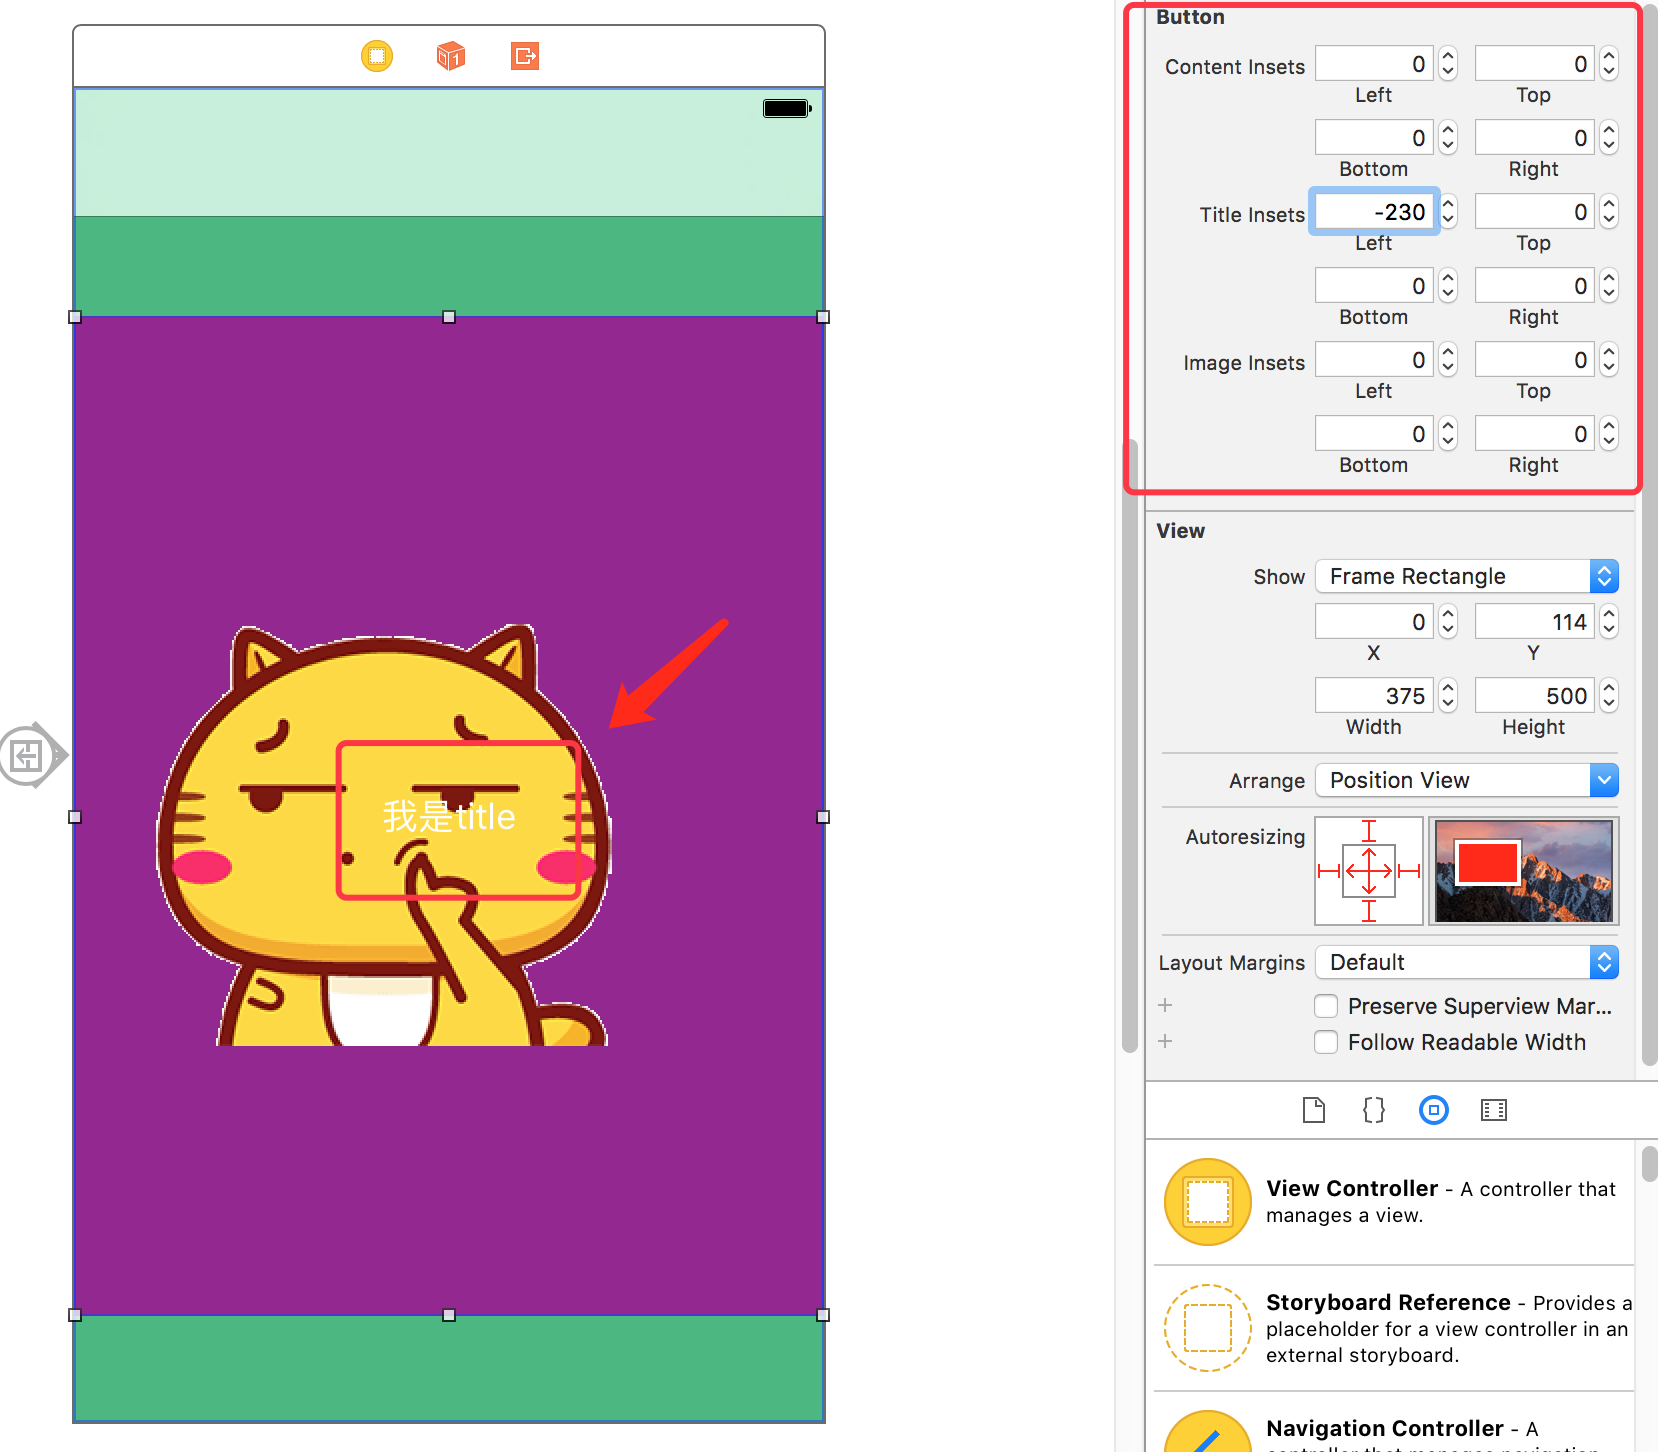 1
我是title
Button
Content Insets 0 0
Left Top
0 0
Bottom Right
Title Insets -230 0
Left Top
0 0
Bottom Right
Image Insets 0 0
Left Top
0 0
Bottom Right
View
Show Frame Rectangle
0 114
X Y
375 500
Width Height
Arrange Position View
Autoresizing
Layout Margins Default
+ Preserve Superview Mar...
+ Follow Readable Width
{}
View Controller - A controller that
manages a view.
Storyboard Reference - Provides a
placeholder for a view controller in an
external storyboard.
Navigation Controller - A